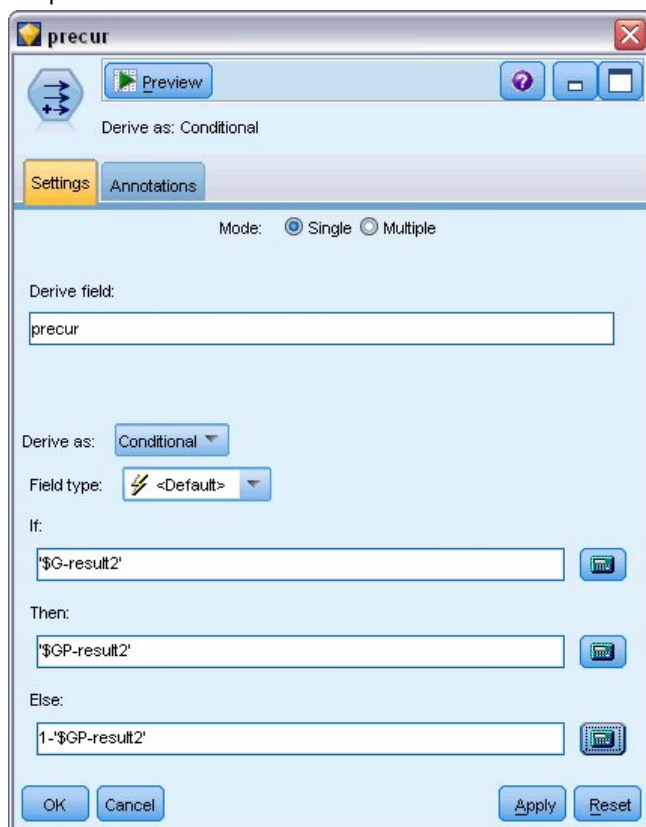 precur
Preview
Derive as: Conditional
Settings Annotations
Mode: Single Multiple
Derive field:
precur
Derive as: Conditional
Field type: <Default>
If:
'$G-result2'
Then:
'$GP-result2'
Else:
1-'$GP-result2'
OK Cancel Apply Reset